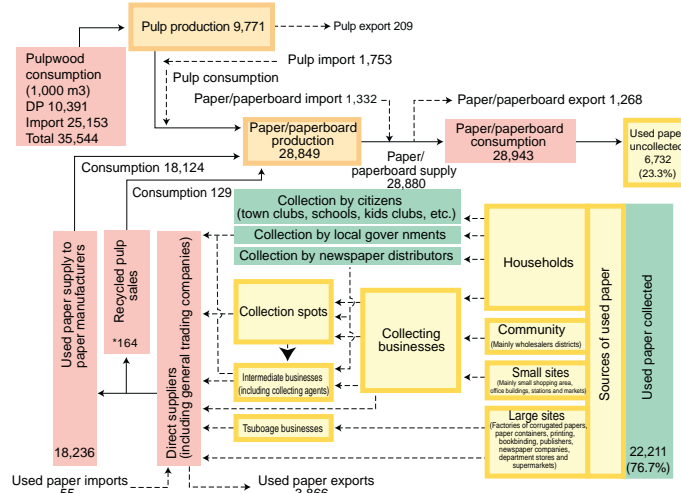 Pulp production 9,771
Pulp export 209
Pulpwood
consumption
(1,000 m3)
DP 10,391
Import 25,153
Total 35,544
Pulp import 1,753
Pulp consumption
Paper/paperboard import 1,332
Paper/paperboard export 1,268
Paper/paperboard
production
28,849
Paper/
paperboard supply
28,880
Paper/paperboard
consumption
28,943
Used paper
uncollected
6,732
(23.3%)
Consumption 18,124
Consumption 129
Collection by citizens
(town clubs, schools, kids clubs, etc.)
Collection by local gover nments
Collection by newspaper distributors
Used paper supply to
paper manufacturers
18,236
Recycled pulp
sales
*164
Direct suppliers
(including general trading companies)
Collection spots
Intermediate businesses
(including collecting agents)
Tsuboage businesses
Collecting
businesses
Households
Community
(Mainly wholesalers districts)
Small sites
(Mainly small shopping area,
office buildings, stations and markets)
Large sites
(Factories of corrugated papers,
paper containers, printing,
bookbinding, publishers,
newspaper companies,
department stores and
supermarkets)
Sources of used paper
Used paper collected
22,211
(76.7%)
Used paper imports
55
Used paper exports
3,866